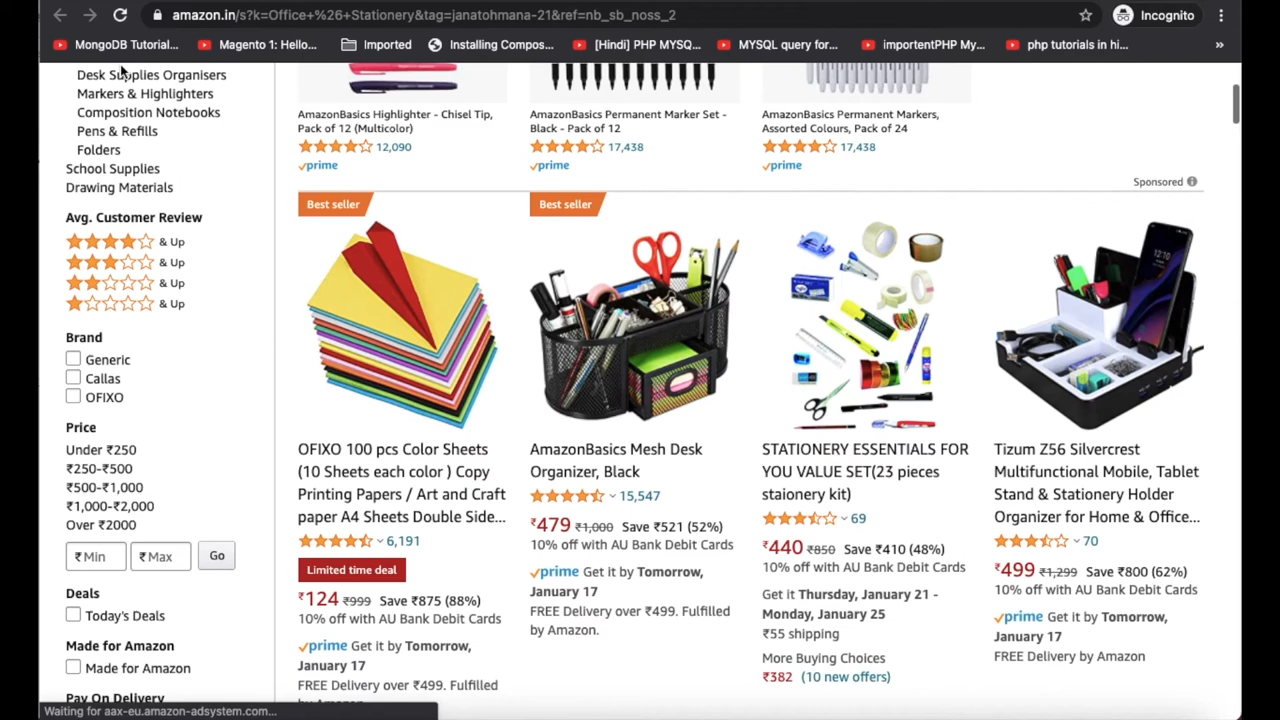 amazon.in/s?k=Office+%26+Stationery&tag=janatohmana-21&ref=nb_sb_noss_2
Incognito
MongoDB Tutorial...
Magento 1: Hello...
Imported
Installing Compos...
[Hindi] PHP MYSQ...
MYSQL query for...
importentPHP My...
php tutorials in hi...
»
Desk Supplies Organisers
Markers & Highlighters
Composition Notebooks
Pens & Refills
Folders
School Supplies
Drawing Materials
Avg. Customer Review
& Up
& Up
& Up
& Up
Brand
Generic
Callas
OFIXO
Price
Under ₹250
₹250-₹500
₹500-₹1,000
₹1,000-₹2,000
Over ₹2000
₹ Min
₹ Max
Go
Deals
Today's Deals
Made for Amazon
Made for Amazon
Pay On Delivery
Waiting for aax-eu.amazon-adsystem.com...
AmazonBasics Highlighter - Chisel Tip,
Pack of 12 (Multicolor)
12,090
prime
AmazonBasics Permanent Marker Set -
Black - Pack of 12
17,438
prime
AmazonBasics Permanent Markers,
Assorted Colours, Pack of 24
17,438
prime
Sponsored
Best seller
OFIXO 100 pcs Color Sheets
(10 Sheets each color ) Copy
Printing Papers / Art and Craft
paper A4 Sheets Double Side...
6,191
Limited time deal
₹124 ₹999 Save ₹875 (88%)
10% off with AU Bank Debit Cards
prime Get it by Tomorrow,
January 17
FREE Delivery over ₹499. Fulfilled
by Amazon.
Best seller
AmazonBasics Mesh Desk
Organizer, Black
15,547
₹479 ₹1,000 Save ₹521 (52%)
10% off with AU Bank Debit Cards
prime Get it by Tomorrow,
January 17
FREE Delivery over ₹499. Fulfilled
by Amazon.
STATIONERY ESSENTIALS FOR
YOU VALUE SET(23 pieces
staionery kit)
69
₹440 ₹850 Save ₹410 (48%)
10% off with AU Bank Debit Cards
Get it Thursday, January 21 -
Monday, January 25
₹55 shipping
More Buying Choices
₹382 (10 new offers)
Tizum Z56 Silvercrest
Multifunctional Mobile, Tablet
Stand & Stationery Holder
Organizer for Home & Office...
70
₹499 ₹1,299 Save ₹800 (62%)
10% off with AU Bank Debit Cards
prime Get it by Tomorrow,
January 17
FREE Delivery by Amazon